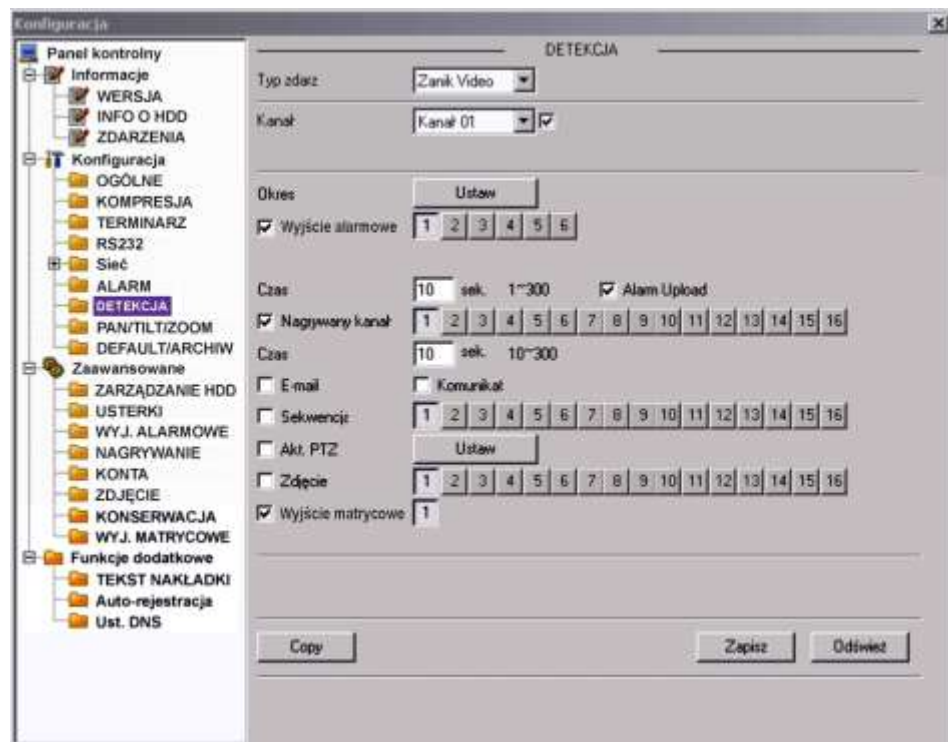 Konfiguracja
Panel kontrolny
Informacje
WERSJA
INFO O HDD
ZDARZENIA
Konfiguracja
OGÓLNE
KOMPRESJA
TERMINARZ
RS232
Sieć
ALARM
DETEKCJA
PAN/TILT/ZOOM
DEFAULT/ARCHIW
Zaawansowane
ZARZĄDZANIE HDD
USTERKI
WYJ. ALARMOWE
NAGRYWANIE
KONTA
ZDJĘCIE
KONSERWACJA
WYJ. MATRYCOWE
Funkcje dodatkowe
TEKST NAKŁADKI
Auto-rejestracja
Ust. DNS
DETEKCJA
Typ zdarz Zanik Video
Kanał Kanał 01
Okres Ustaw
Wyjście alarmowe 1 2 3 4 5 6
Czas 10 sek. 1~300 Alarm Upload
Nagrywany kanał 1 2 3 4 5 6 7 8 9 10 11 12 13 14 15 16
Czas 10 sek. 10~300
E-mail Komunikat
Sekwencja 1 2 3 4 5 6 7 8 9 10 11 12 13 14 15 16
Akt. PTZ Ustaw
Zdjęcie 1 2 3 4 5 6 7 8 9 10 11 12 13 14 15 16
Wyjście matrycowe 1
Copy Zapisz Odśwież